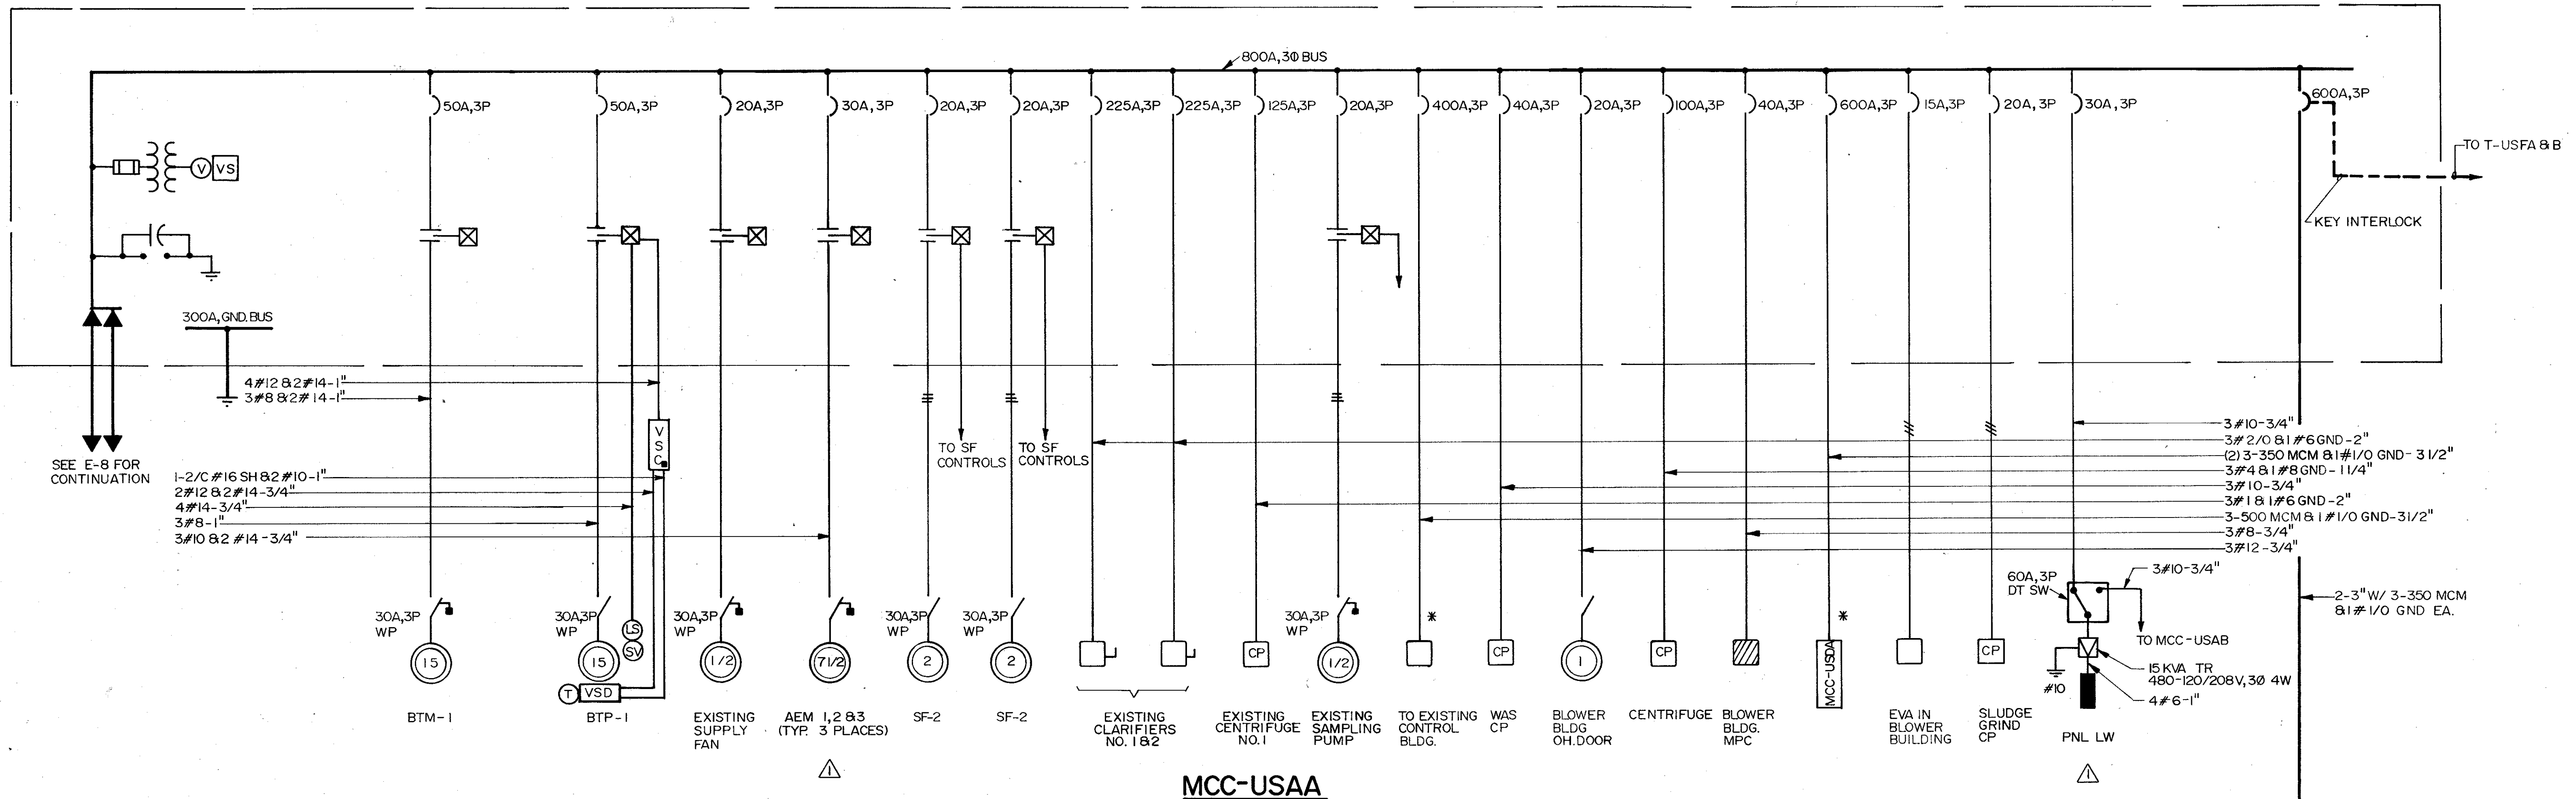 800A,3Φ BUS
50A,3P
50A,3P
20A,3P
30A,3P
20A,3P
20A,3P
225A,3P
225A,3P
125A,3P
20A,3P
400A,3P
40A,3P
20A,3P
100A,3P
40A,3P
600A,3P
15A,3P
20A,3P
30A,3P
600A,3P
TO T-USFA & B
KEY INTERLOCK
V
VS
300A,GND.BUS
4#12 & 2#14-1"
3#8 & 2#14-1"
SEE E-8 FOR
CONTINUATION
VSC
TO SF
CONTROLS
TO SF
CONTROLS
1-2/C #16 SH & 2 #10-1"
2#12 & 2#14-3/4"
4#14-3/4"
3#8-1"
3#10 & 2 #14-3/4"
3#10-3/4"
3#2/0 & 1#6 GND-2"
(2) 3-350 MCM & 1#1/0 GND-3 1/2"
3#4 & 1#8 GND-1 1/4"
3#10-3/4"
3#1 & 1#6 GND-2"
3-500 MCM & 1#1/0 GND-3 1/2"
3#8-3/4"
3#12-3/4"
60A,3P
DT SW
3#10-3/4"
TO MCC-USAB
2-3" W/ 3-350 MCM
& 1#1/0 GND EA.
30A,3P
WP
30A,3P
WP
30A,3P
WP
30A,3P
WP
30A,3P
WP
30A,3P
WP
LS
SV
15
15
1/2
7 1/2
2
2
CP
1/2
*
CP
1
CP
*
MCC-USDA
CP
15 KVA TR
480-120/208V,3Ø 4W
#10
4#6-1"
T
VSD
BTM-1
BTP-1
EXISTING
SUPPLY
FAN
AEM 1,2 & 3
(TYP. 3 PLACES)
1
SF-2
SF-2
EXISTING
CLARIFIERS
NO. 1 & 2
EXISTING
CENTRIFUGE
NO.1
EXISTING
SAMPLING
PUMP
TO EXISTING
CONTROL
BLDG.
WAS
CP
BLOWER
BLDG
OH.DOOR
CENTRIFUGE
BLOWER
BLDG.
MPC
EVA IN
BLOWER
BUILDING
SLUDGE
GRIND
CP
PNL LW
1
MCC-USAA